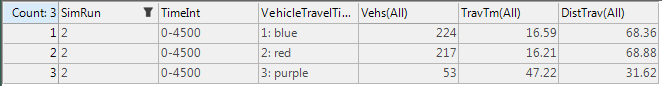 Count: 3 SimRun TimeInt VehicleTravelTi... Vehs(All) TravTm(All) DistTrav(All)
1 2 0-4500 1: blue 224 16.59 68.36
2 2 0-4500 2: red 217 16.21 68.88
3 2 0-4500 3: purple 53 47.22 31.62